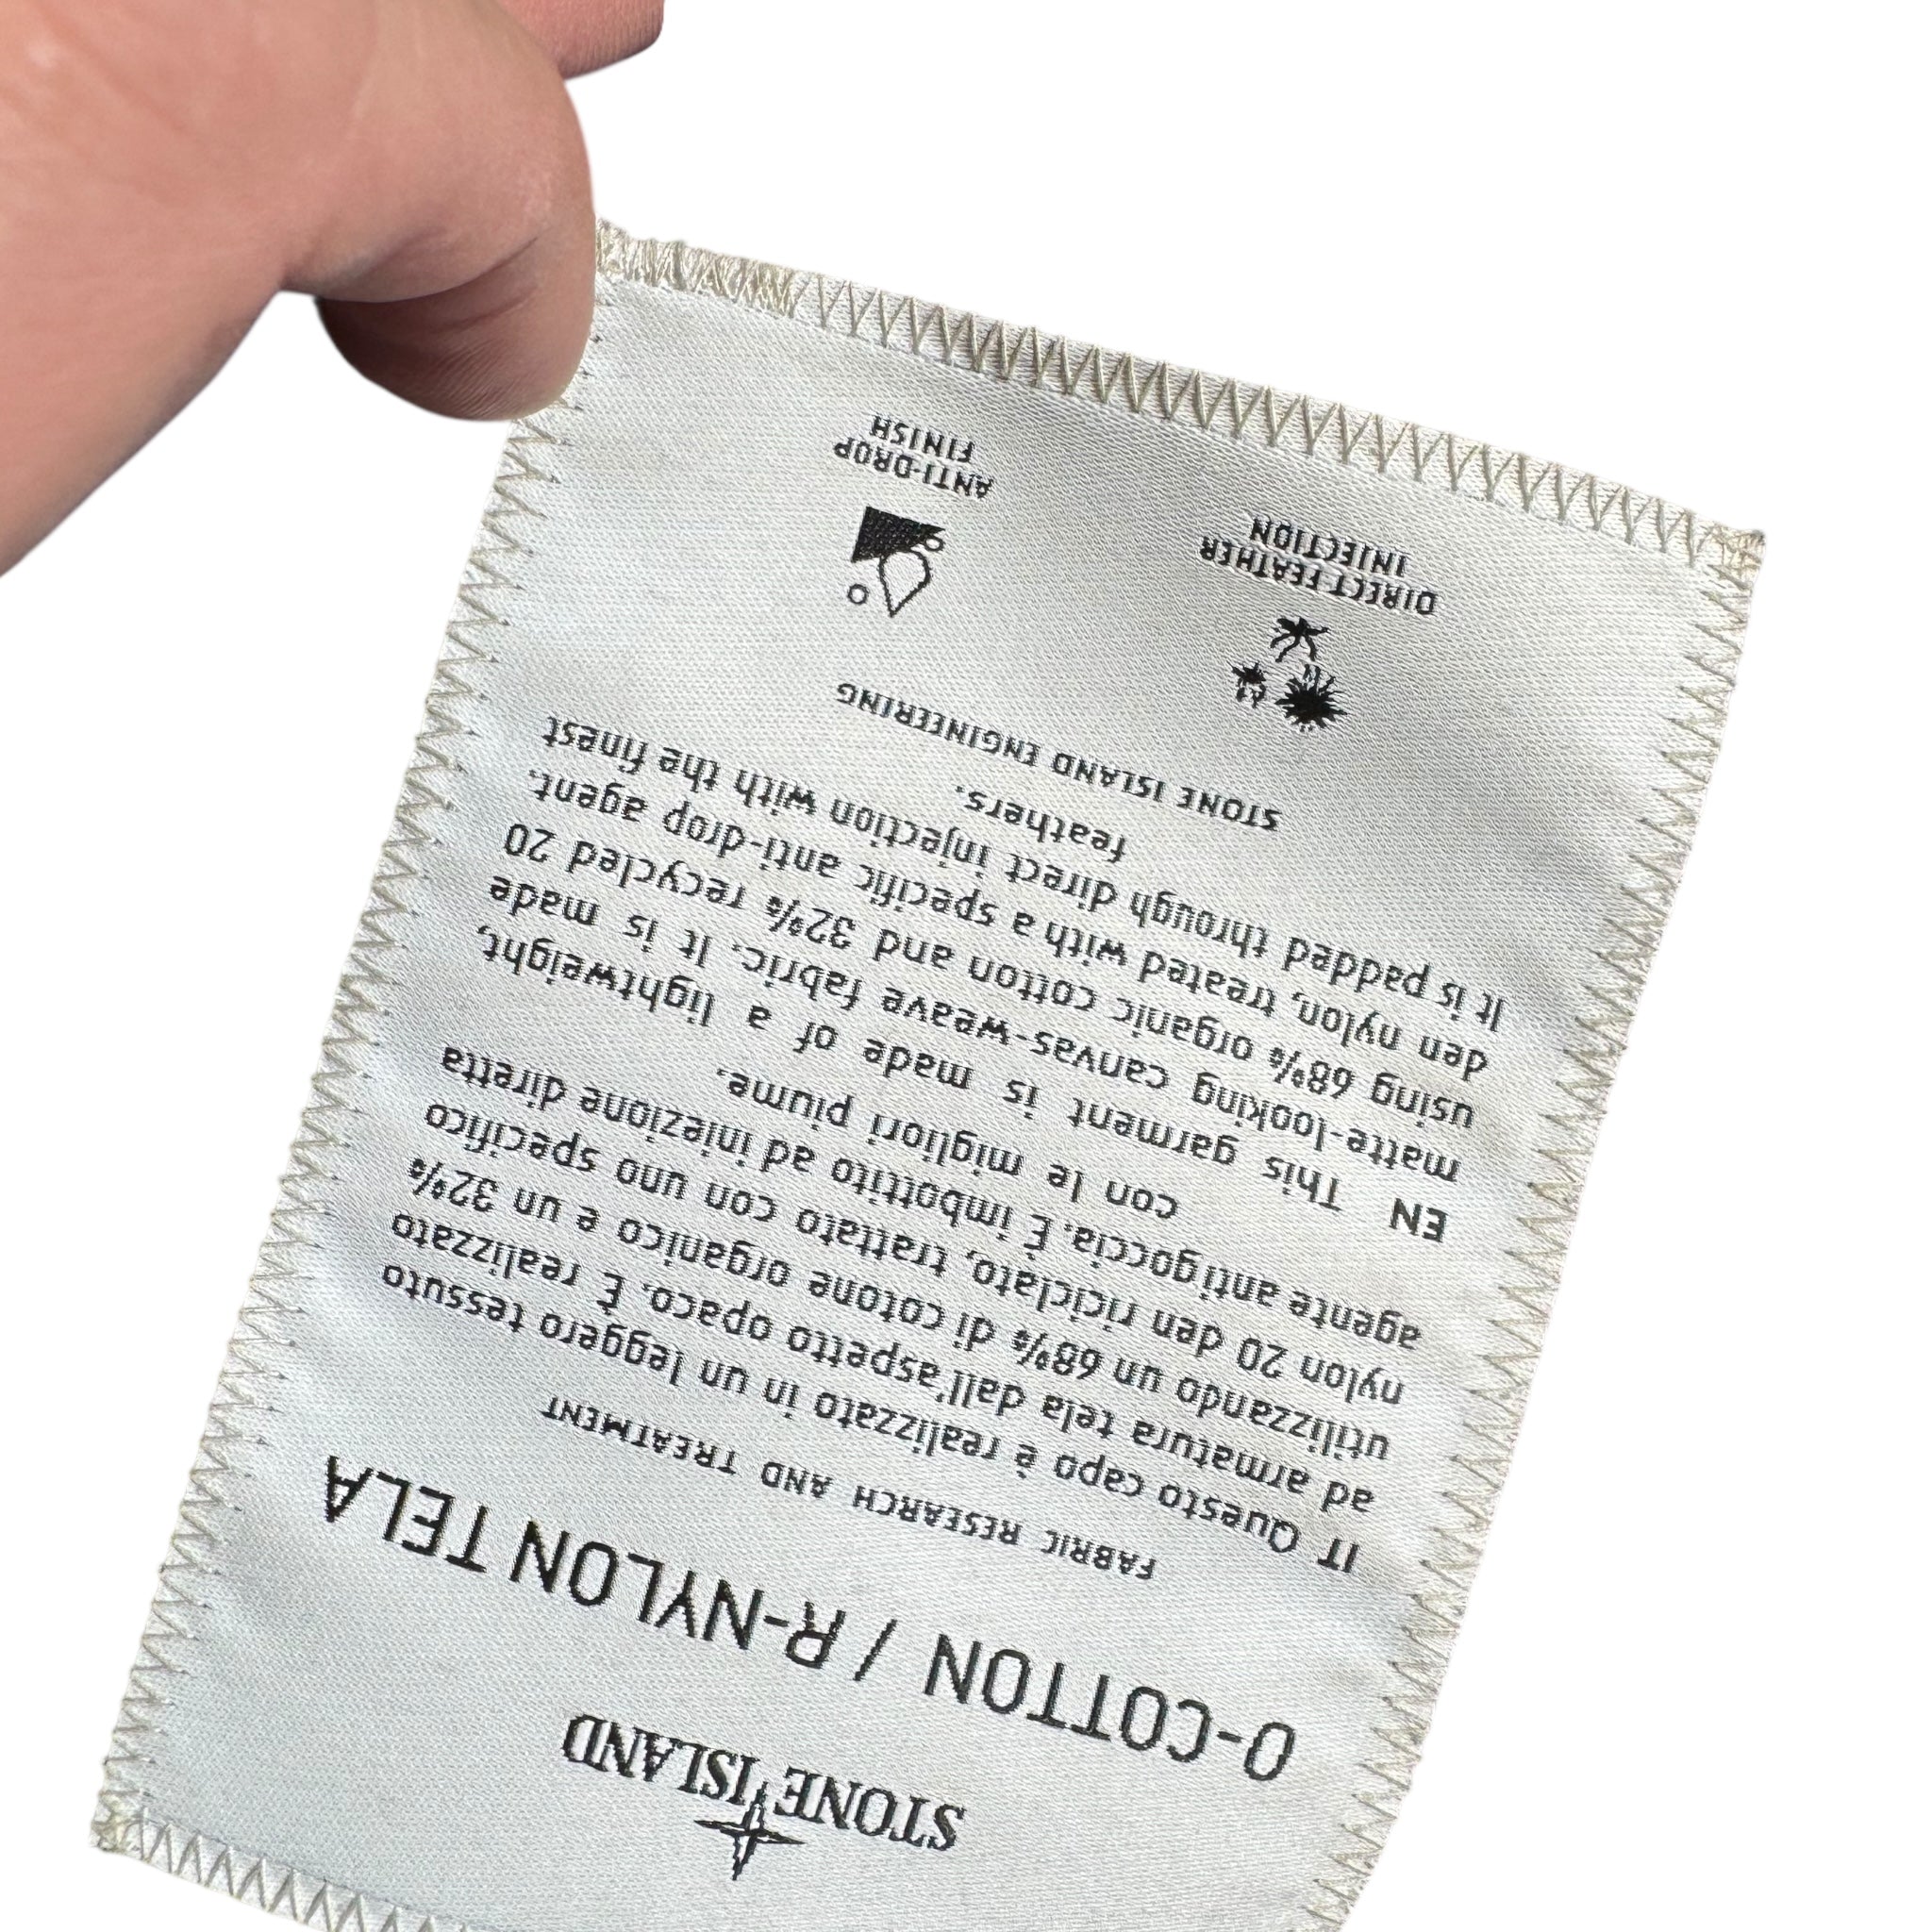 STONE ISLAND
O-COTTON / R-NYLON TELA
FABRIC RESEARCH AND TREATMENT
IT Questo capo è realizzato in un leggero tessuto
ad armatura tela dall'aspetto opaco. È realizzato
utilizzando un 68% di cotone organico e un 32%
nylon 20 den riciclato, trattato con uno specifico
agente antigoccia. È imbottito ad iniezione diretta
con le migliori piume.
EN This garment is made of a lightweight,
matte-looking canvas-weave fabric. It is made
using 68% organic cotton and 32% recycled 20
den nylon, treated with a specific anti-drop agent.
It is padded through direct injection with the finest
feathers.
STONE ISLAND ENGINEERING
DIRECT FEATHER
INJECTION
ANTI-DROP
FINISH